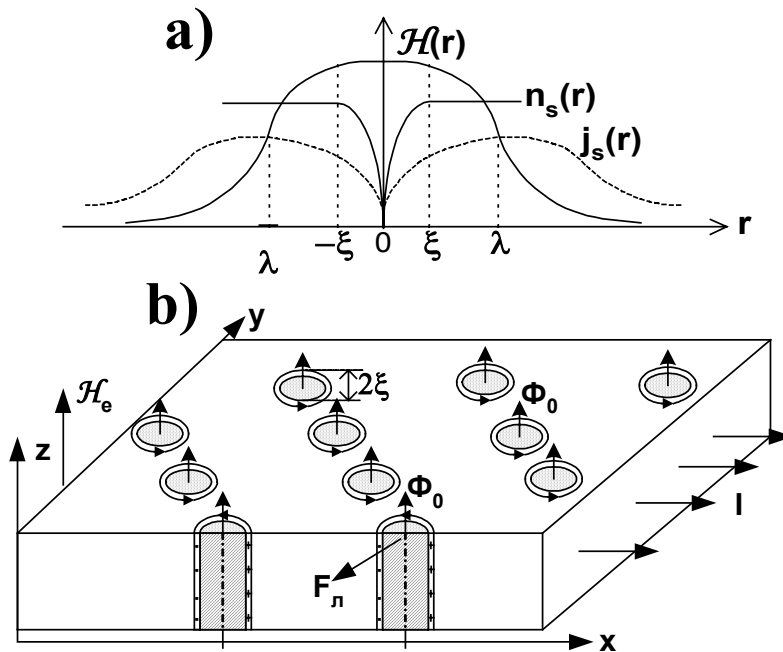 a)
ℋ(r)
n_s(r)
j_s(r)
λ
–ξ
0
ξ
λ
r
b)
y
ℋ_e
2ξ
Φ_0
z
Φ_0
I
F_л
x